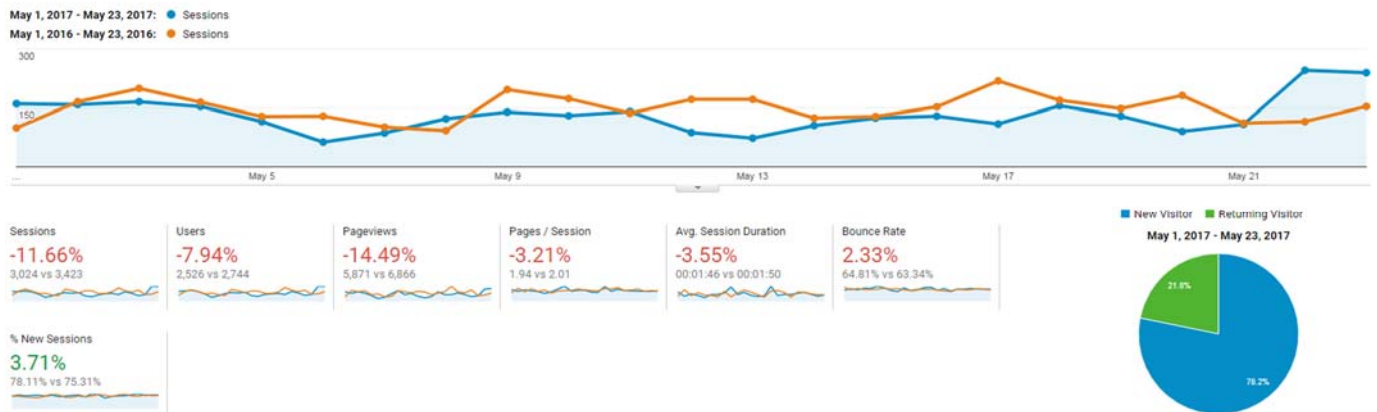 May 1, 2017 - May 23, 2017: Sessions
May 1, 2016 - May 23, 2016: Sessions
300
150
... May 5 May 9 May 13 May 17 May 21
Sessions
-11.66%
3,024 vs 3,423
Users
-7.94%
2,526 vs 2,744
Pageviews
-14.49%
5,871 vs 6,866
Pages / Session
-3.21%
1.94 vs 2.01
Avg. Session Duration
-3.55%
00:01:46 vs 00:01:50
Bounce Rate
2.33%
64.81% vs 63.34%
% New Sessions
3.71%
78.11% vs 75.31%
New Visitor Returning Visitor
May 1, 2017 - May 23, 2017
21.8%
78.2%